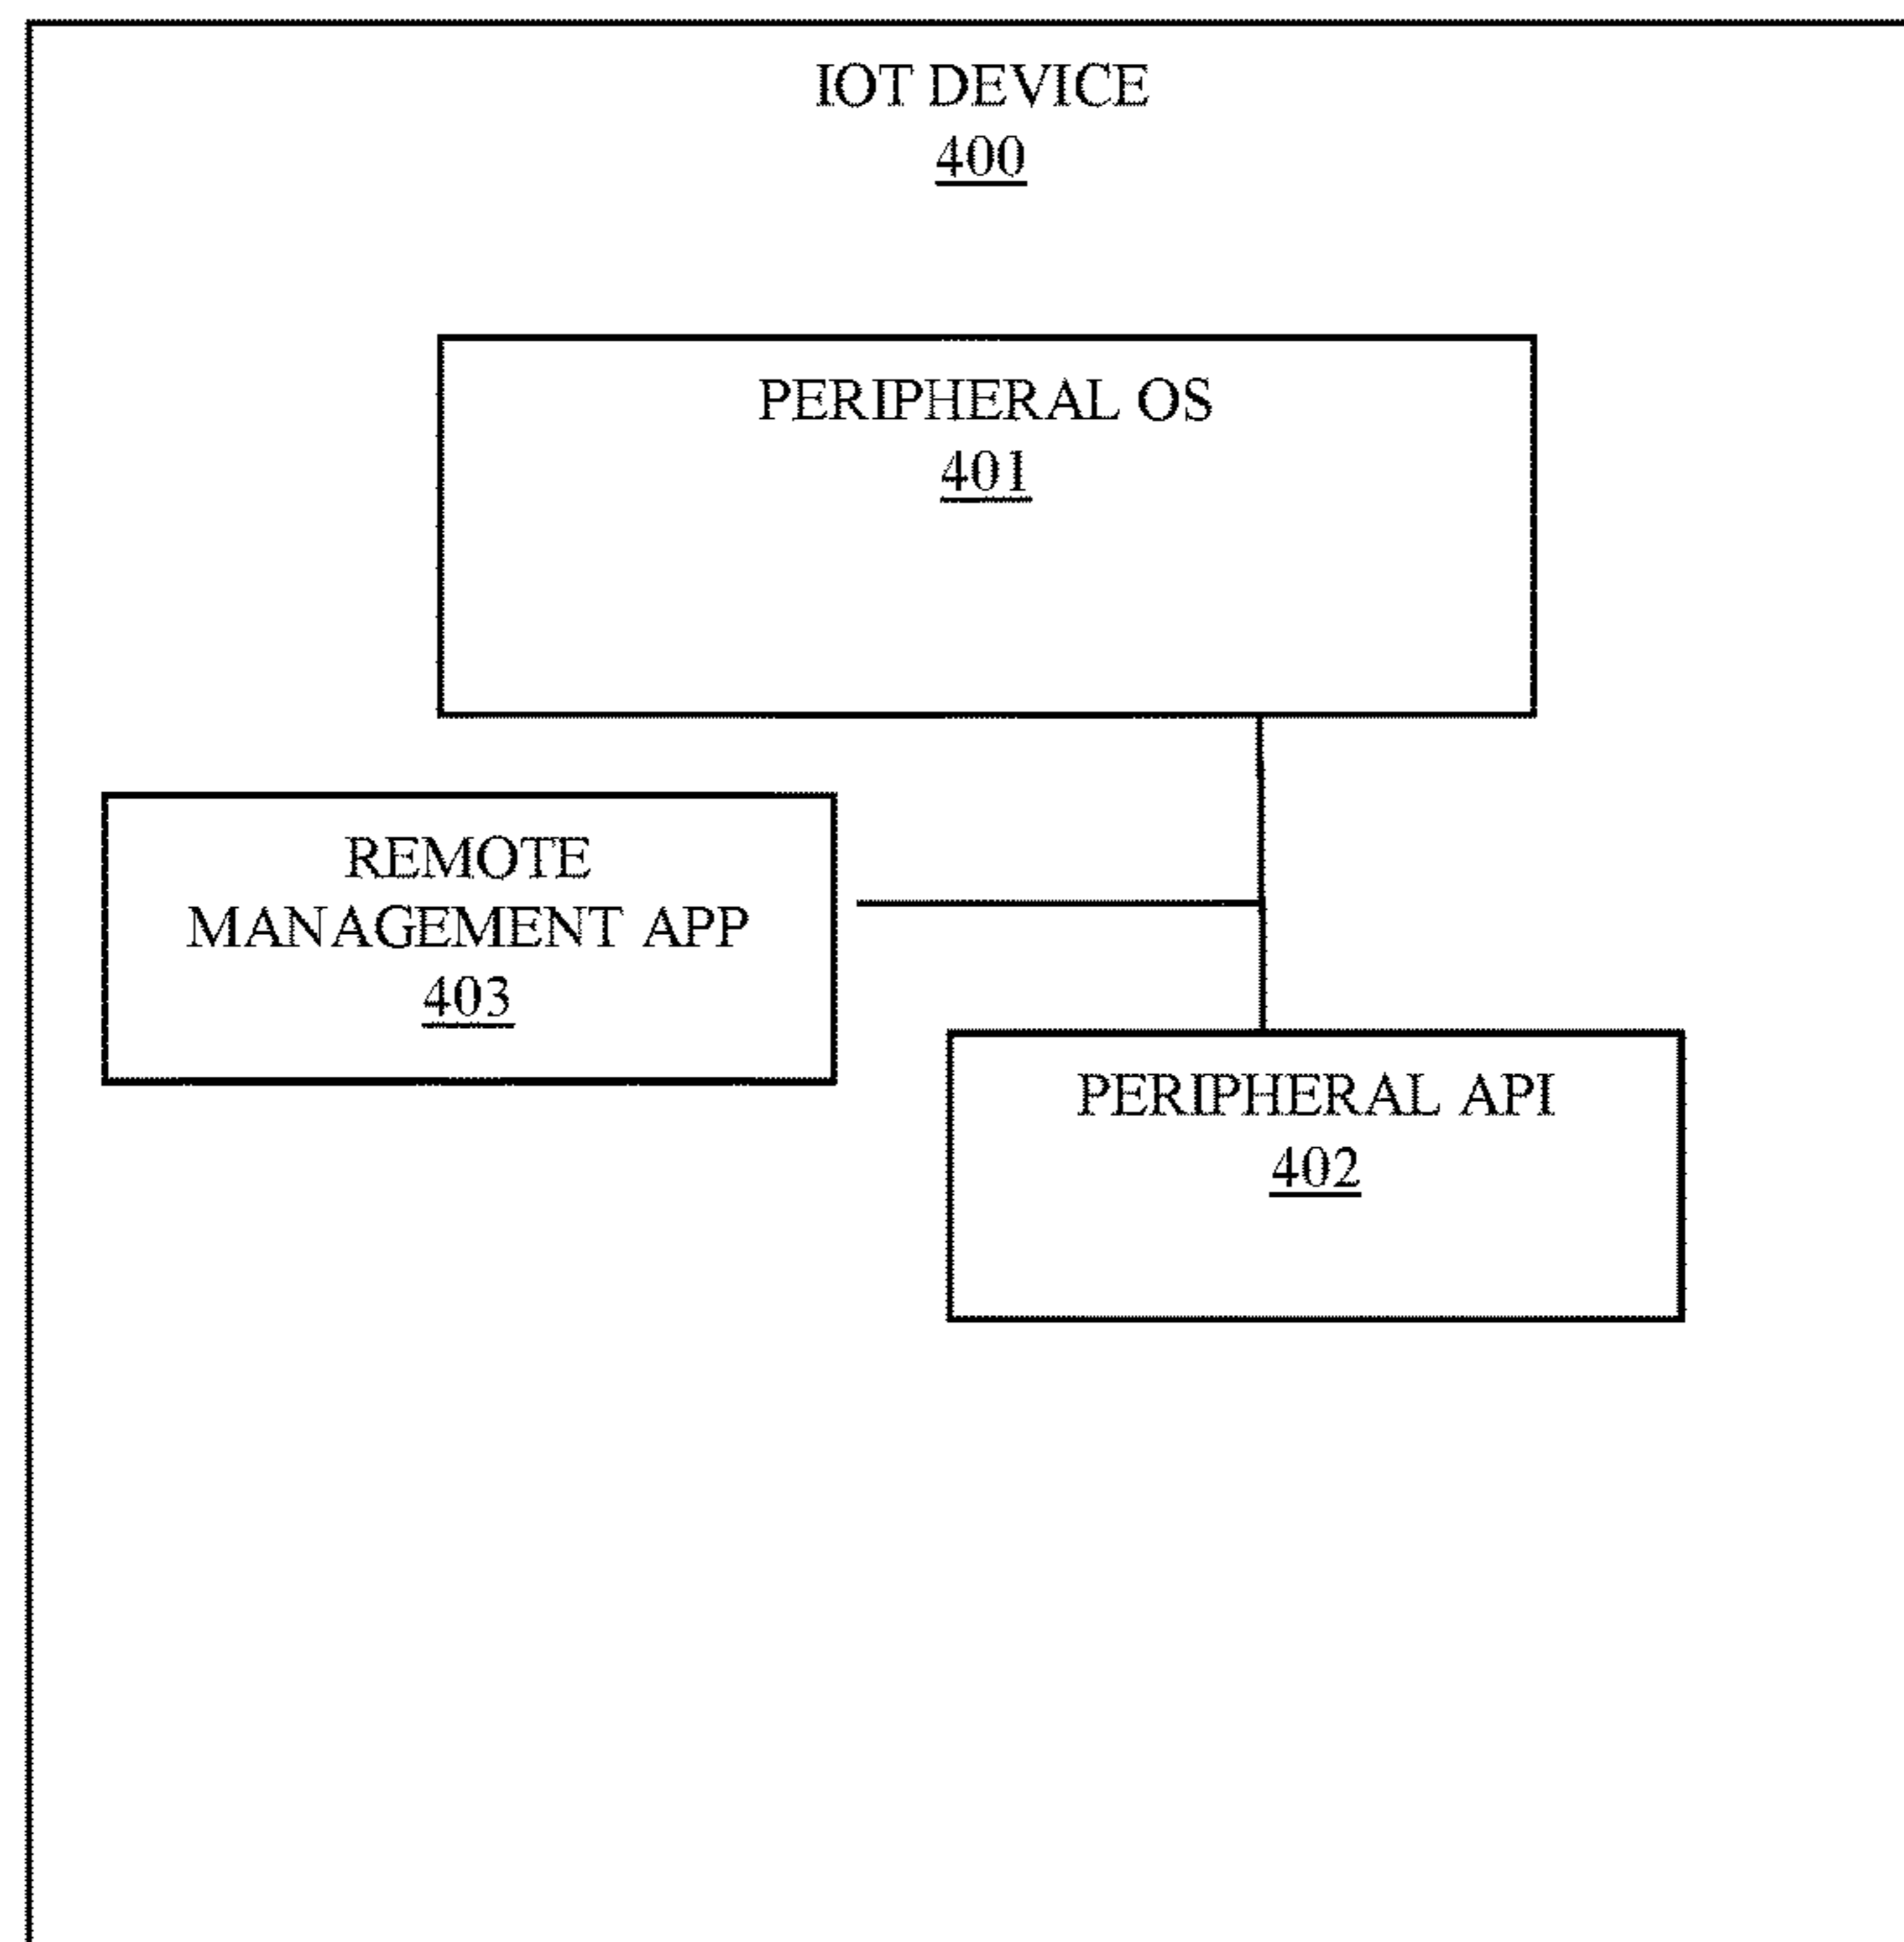 IOT DEVICE
400
PERIPHERAL OS
401
REMOTE
MANAGEMENT APP
403
PERIPHERAL API
402